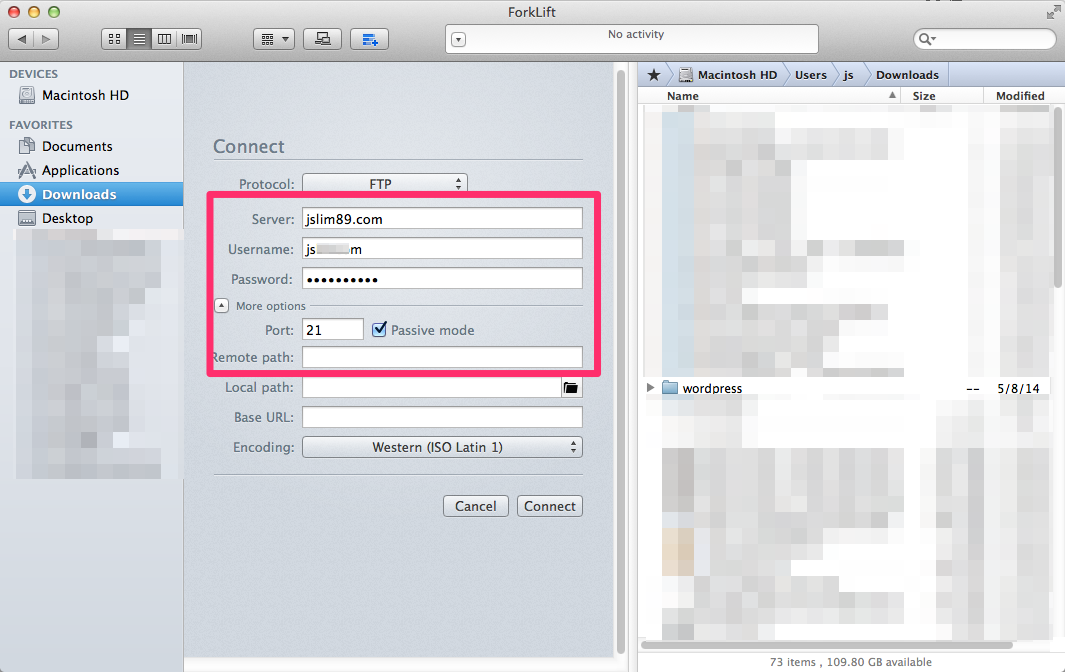 ForkLift
No activity
DEVICES
Macintosh HD
FAVORITES
Documents
Applications
Downloads
Desktop
Connect
Protocol: FTP
Server: jslim89.com
Username: js m
Password: ••••••••••
More options
Port: 21 Passive mode
Remote path:
Local path:
Base URL:
Encoding: Western (ISO Latin 1)
Cancel Connect
Macintosh HD Users js Downloads
Name Size Modified
wordpress -- 5/8/14
73 items , 109.80 GB available